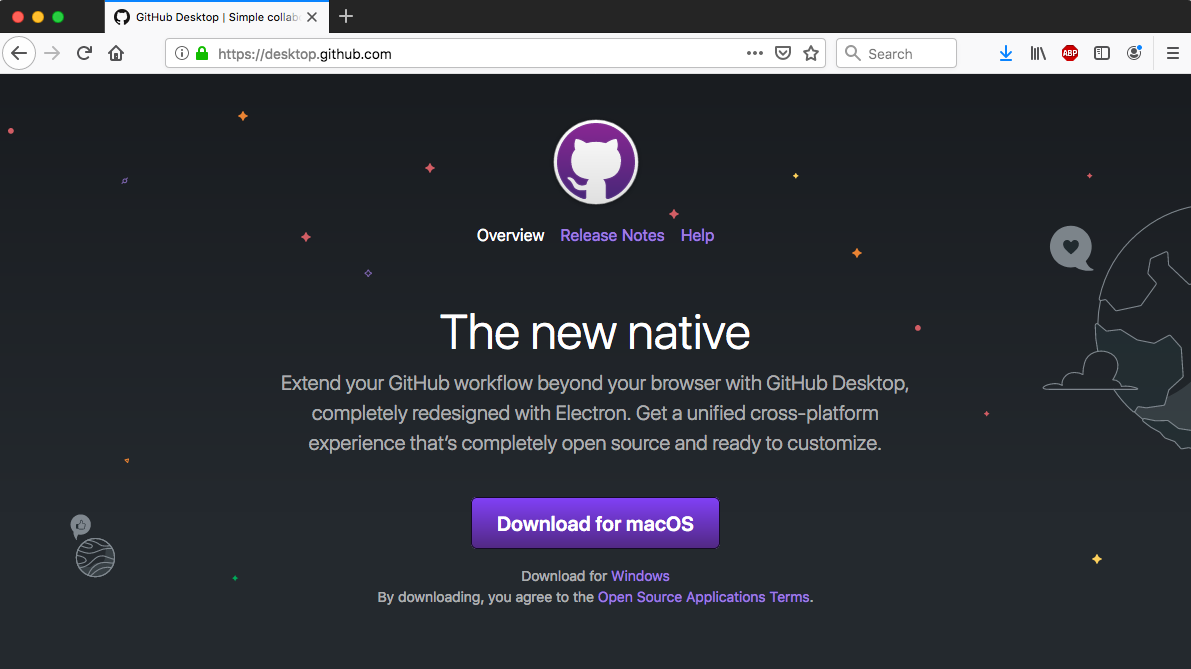 GitHub Desktop | Simple collab
https://desktop.github.com
Search
ABP
Overview Release Notes Help
The new native
Extend your GitHub workflow beyond your browser with GitHub Desktop,
completely redesigned with Electron. Get a unified cross-platform
experience that’s completely open source and ready to customize.
Download for macOS
Download for Windows
By downloading, you agree to the Open Source Applications Terms.